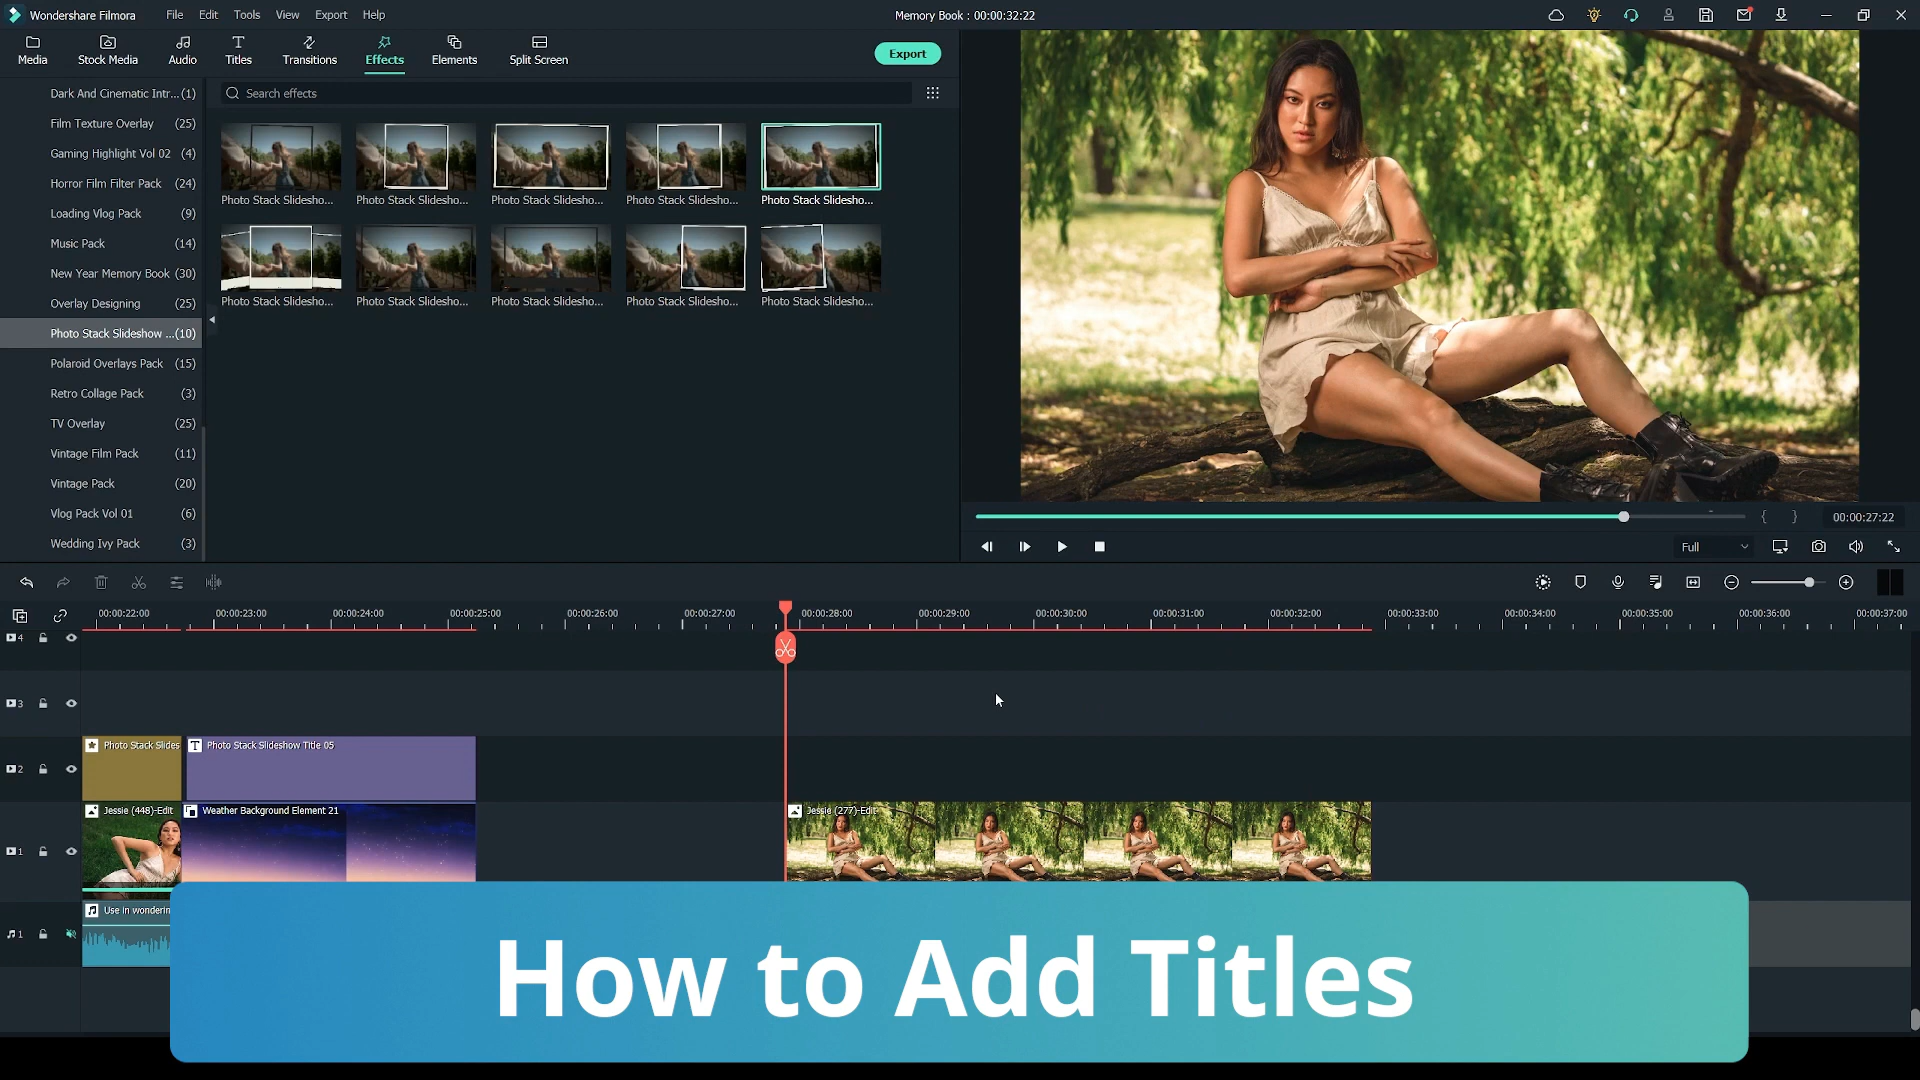 Wondershare Filmora
File Edit Tools View Export Help
Memory Book : 00:00:32:22
Media
Stock Media
Audio
Titles
Transitions
Effects
Elements
Split Screen
Export
Dark And Cinematic Intr... (1)
Film Texture Overlay (25)
Gaming Highlight Vol 02 (4)
Horror Film Filter Pack (24)
Loading Vlog Pack (9)
Music Pack (14)
New Year Memory Book (30)
Overlay Designing (25)
Photo Stack Slideshow ... (10)
Polaroid Overlays Pack (15)
Retro Collage Pack (3)
TV Overlay (25)
Vintage Film Pack (11)
Vintage Pack (20)
Vlog Pack Vol 01 (6)
Wedding Ivy Pack (3)
Search effects
Photo Stack Slidesho... Photo Stack Slidesho... Photo Stack Slidesho... Photo Stack Slidesho... Photo Stack Slidesho...
Photo Stack Slidesho... Photo Stack Slidesho... Photo Stack Slidesho... Photo Stack Slidesho... Photo Stack Slidesho...
{ } 00:00:27:22
Full
00:00:22:00 00:00:23:00 00:00:24:00 00:00:25:00 00:00:26:00 00:00:27:00 00:00:28:00 00:00:29:00 00:00:30:00 00:00:31:00 00:00:32:00 00:00:33:00 00:00:34:00 00:00:35:00 00:00:36:00 00:00:37:00
4
3
2
Photo Stack Slides
T Photo Stack Slideshow Title 05
1
Jessie (448)-Edit
Weather Background Element 21
Jessie (277)-Edit
1
Use in wonderin
How to Add Titles